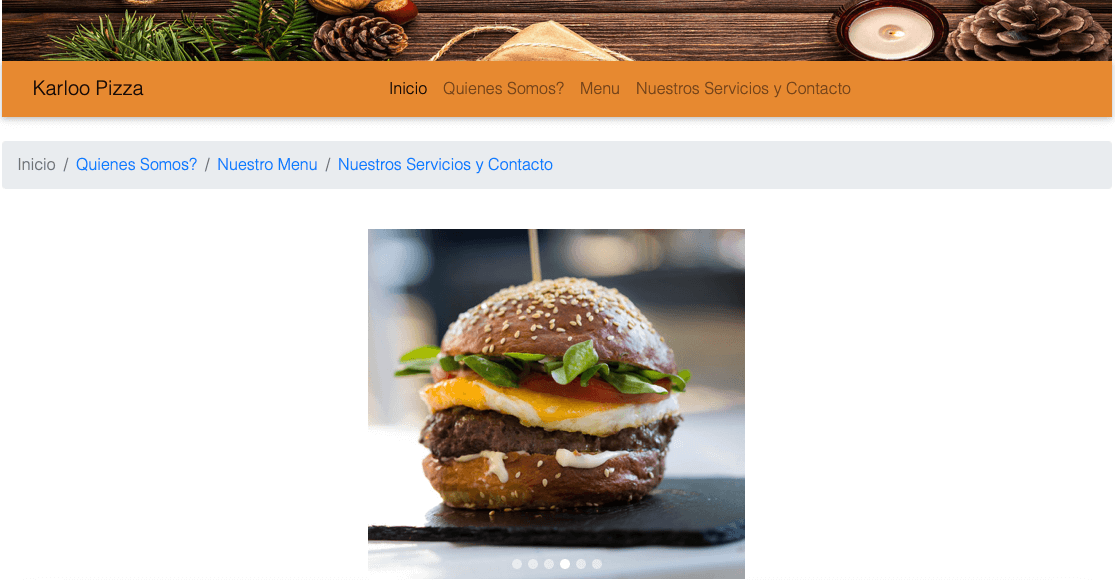 Karloo Pizza Inicio Quienes Somos? Menu Nuestros Servicios y Contacto
Inicio / Quienes Somos? / Nuestro Menu / Nuestros Servicios y Contacto